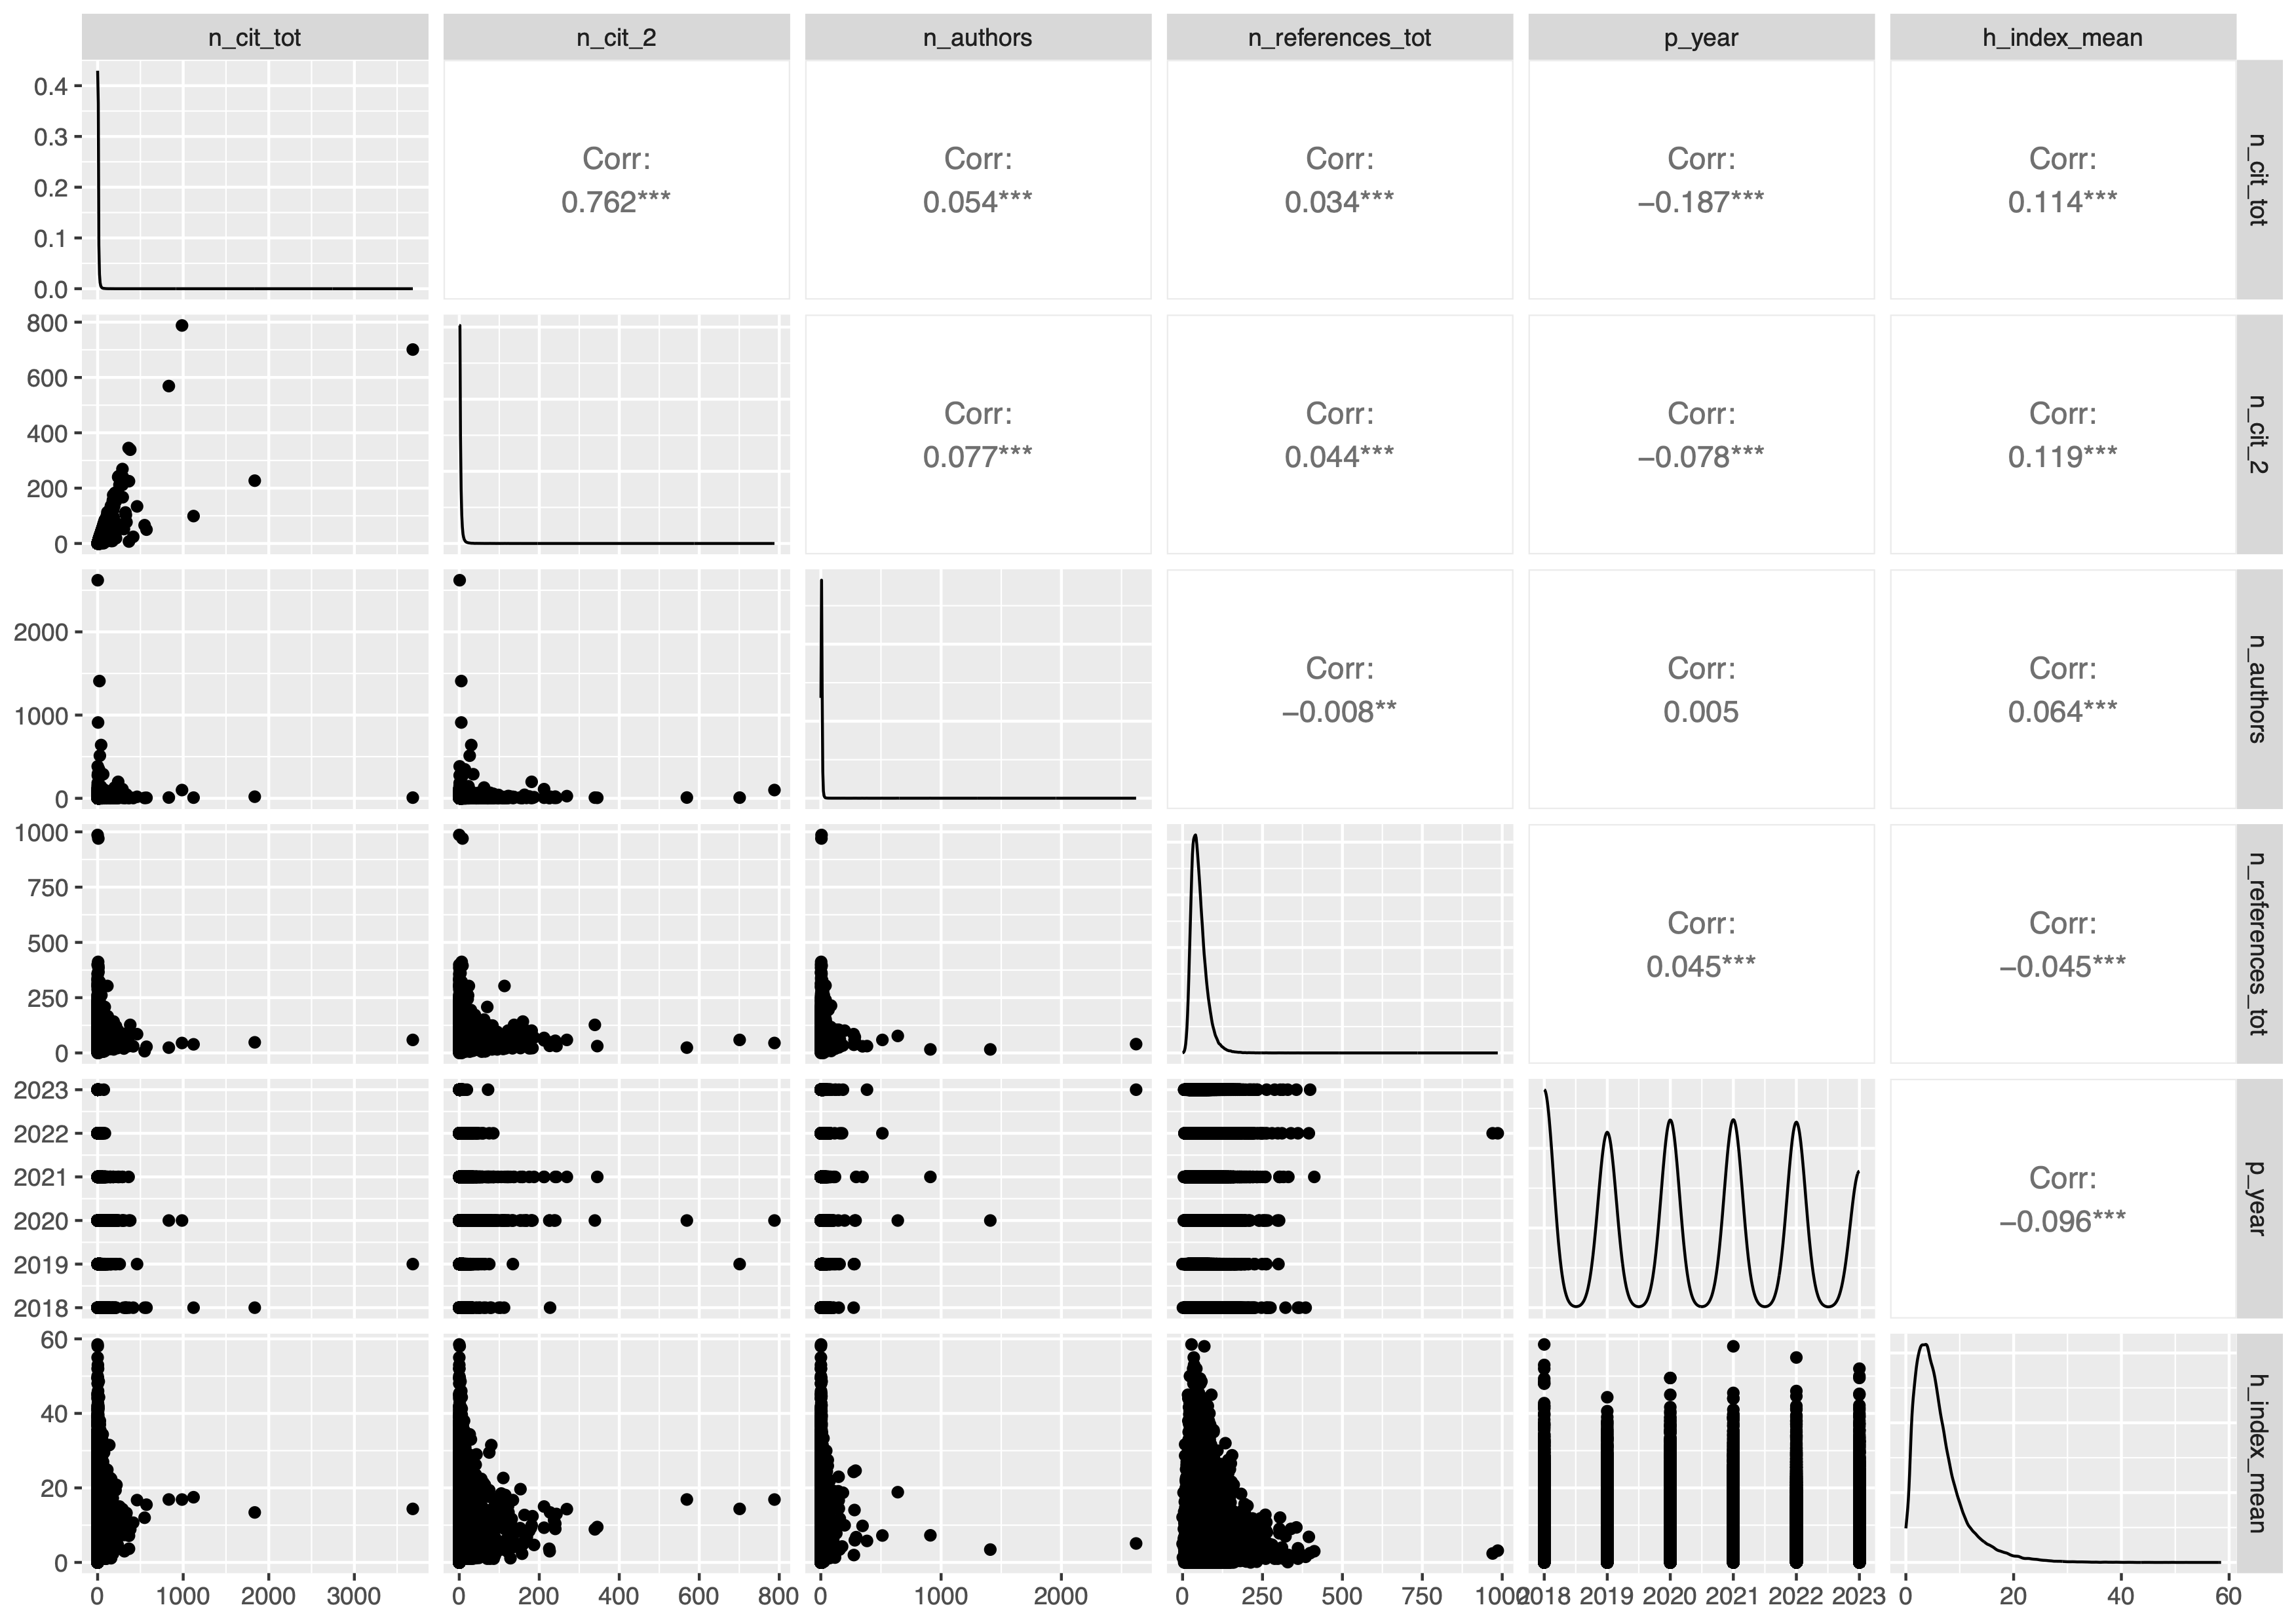 n_cit_tot n_cit_2 n_authors n_references_tot p_year h_index_mean
0.4
0.3
0.2
0.1
0.0
Corr:
0.762***
Corr:
0.054***
Corr:
0.034***
Corr:
−0.187***
Corr:
0.114***
n_cit_tot
800
600
400
200
0
Corr:
0.077***
Corr:
0.044***
Corr:
−0.078***
Corr:
0.119***
n_cit_2
2000
1000
0
Corr:
−0.008**
Corr:
0.005
Corr:
0.064***
n_authors
1000
750
500
250
0
Corr:
0.045***
Corr:
−0.045***
n_references_tot
2023
2022
2021
2020
2019
2018
Corr:
−0.096***
p_year
60
40
20
0
h_index_mean
0 1000 2000 3000
0 200 400 600 800
0 1000 2000
0 250 500 750 1000
2018 2019 2020 2021 2022 2023
0 20 40 60